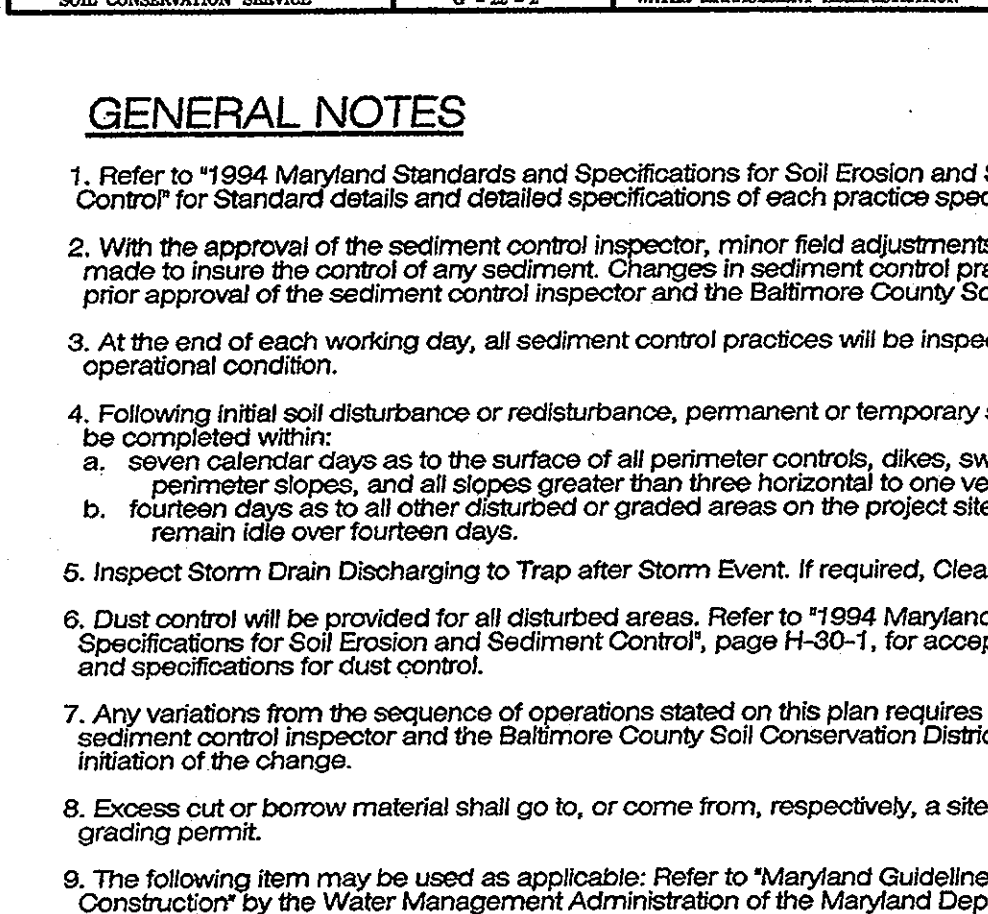 SOIL CONSERVATION SERVICE
GENERAL NOTES
1. Refer to "1994 Maryland Standards and Specifications for Soil Erosion and S
Control" for Standard details and detailed specifications of each practice spec
2. With the approval of the sediment control inspector, minor field adjustments
made to insure the control of any sediment. Changes in sediment control pra
prior approval of the sediment control inspector and the Baltimore County So
3. At the end of each working day, all sediment control practices will be inspec
operational condition.
4. Following initial soil disturbance or redisturbance, permanent or temporary s
be completed within:
a. seven calendar days as to the surface of all perimeter controls, dikes, sw
perimeter slopes, and all slopes greater than three horizontal to one ve
b. fourteen days as to all other disturbed or graded areas on the project site
remain idle over fourteen days.
5. Inspect Storm Drain Discharging to Trap after Storm Event. If required, Clea
6. Dust control will be provided for all disturbed areas. Refer to "1994 Maryland
Specifications for Soil Erosion and Sediment Control", page H-30-1, for accep
and specifications for dust control.
7. Any variations from the sequence of operations stated on this plan requires
sediment control inspector and the Baltimore County Soil Conservation Distric
initiation of the change.
8. Excess cut or borrow material shall go to, or come from, respectively, a site
grading permit.
9. The following item may be used as applicable: Refer to "Maryland Guideline
Construction" by the Water Management Administration of the Maryland Dep